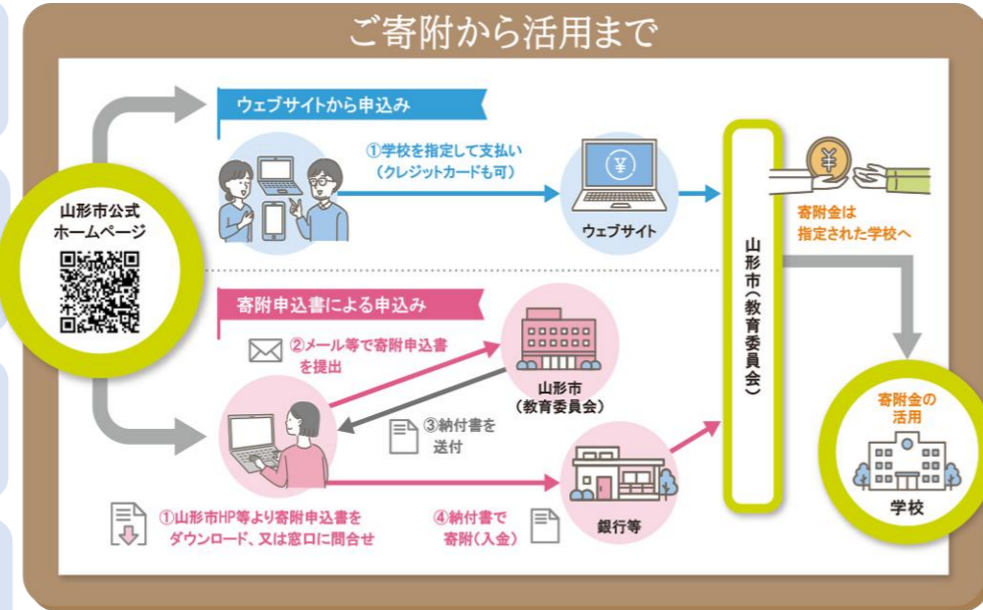 ご寄附から活用まで
山形市公式
ホームページ
ウェブサイトから申込み
①学校を指定して支払い
(クレジットカードも可)
¥
ウェブサイト
寄附申込書による申込み
②メール等で寄附申込書
を提出
山形市
(教育委員会)
③納付書を
送付
①山形市HP等より寄附申込書を
ダウンロード、又は窓口に問合せ
④納付書で
寄附(入金)
銀行等
山形市(教育委員会)
¥
寄附金は
指定された学校へ
寄附金の
活用
学校